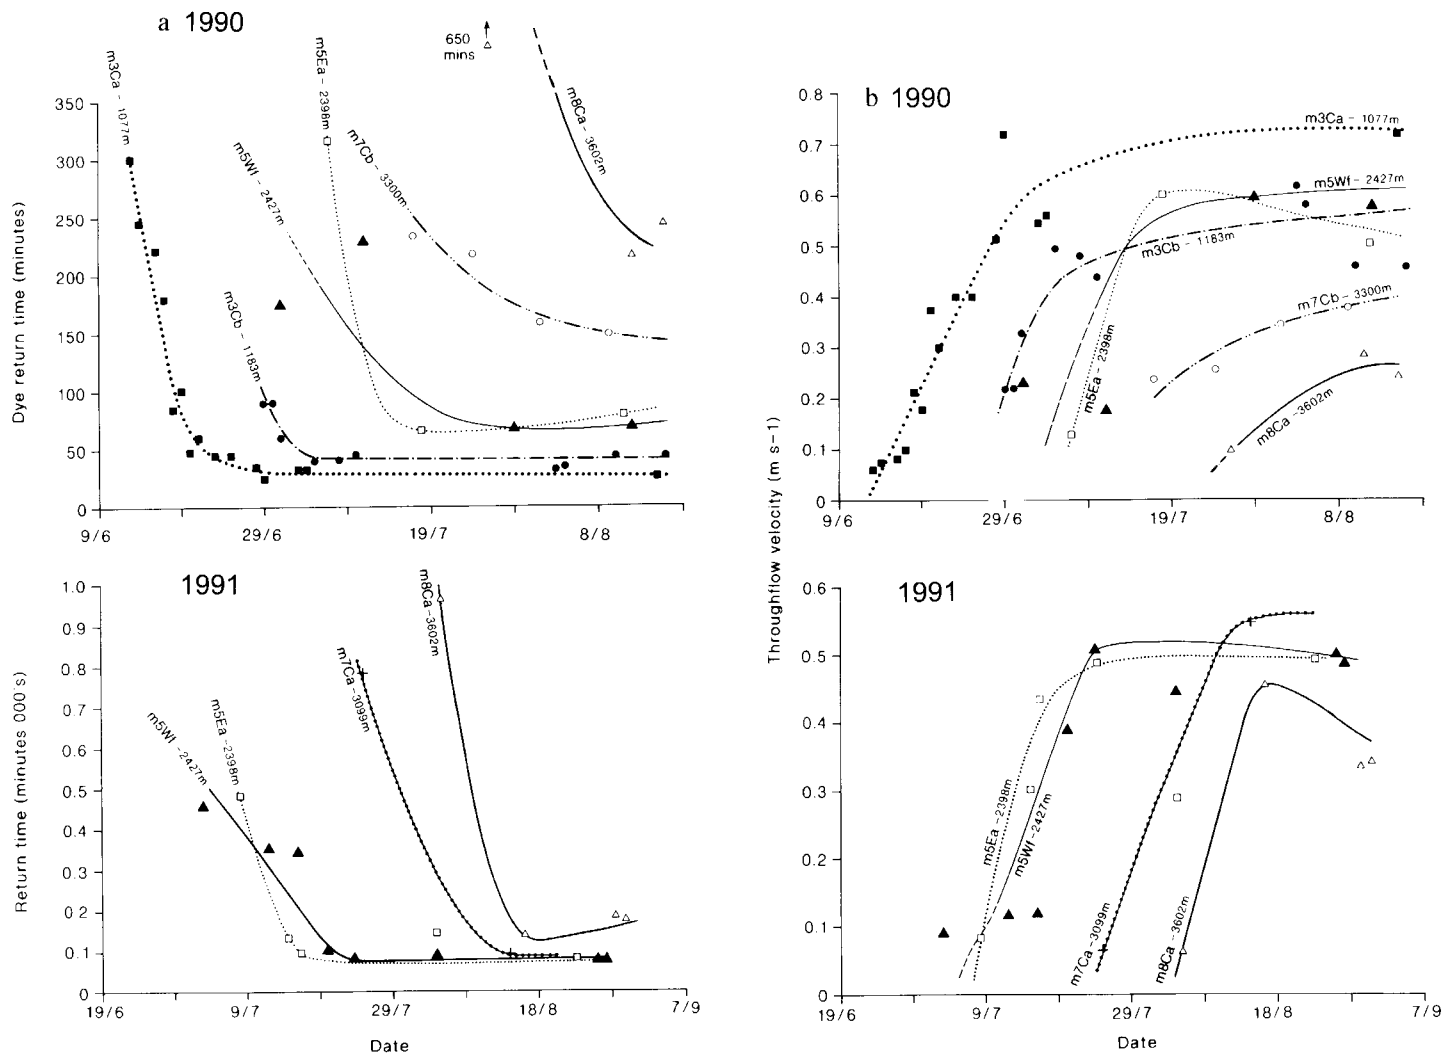 a 1990
650
mins
m3Ca - 1077m
m5Ea - 2398m
m8Ca - 3602m
m5Wf - 2427m
m7Cb - 3300m
m3Cb - 1183m
Dye return time (minutes)
350
300
250
200
150
100
50
0
9/6
29/6
19/7
8/8
b 1990
m3Ca - 1077m
m5Wf - 2427m
m3Cb - 1183m
m5Ea - 2398m
m7Cb - 3300m
m8Ca - 3602m
Throughflow velocity (m s-1)
0.8
0.7
0.6
0.5
0.4
0.3
0.2
0.1
0
9/6
29/6
19/7
8/8
1991
m5Wf - 2427m
m5Ea - 2398m
m7Ca - 3099m
m8Ca - 3602m
Return time (minutes 000's)
1.0
0.9
0.8
0.7
0.6
0.5
0.4
0.3
0.2
0.1
0
19/6
9/7
29/7
18/8
7/9
Date
1991
m5Ea - 2398m
m5Wf - 2427m
m7Ca - 3099m
m8Ca - 3602m
0.6
0.5
0.4
0.3
0.2
0.1
0
19/6
9/7
29/7
18/8
7/9
Date